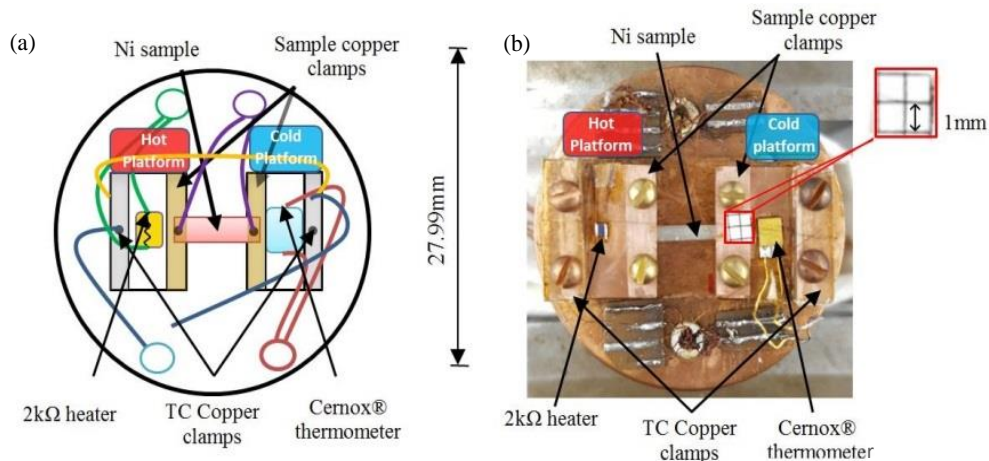 (a)
Ni sample
Sample copper
clamps
Hot
Platform
Cold
Platform
2kΩ heater
TC Copper
clamps
Cernox®
thermometer
27.99mm
(b)
Ni sample
Sample copper
clamps
Hot
Platform
Cold
platform
1mm
2kΩ heater
TC Copper
clamps
Cernox®
thermometer